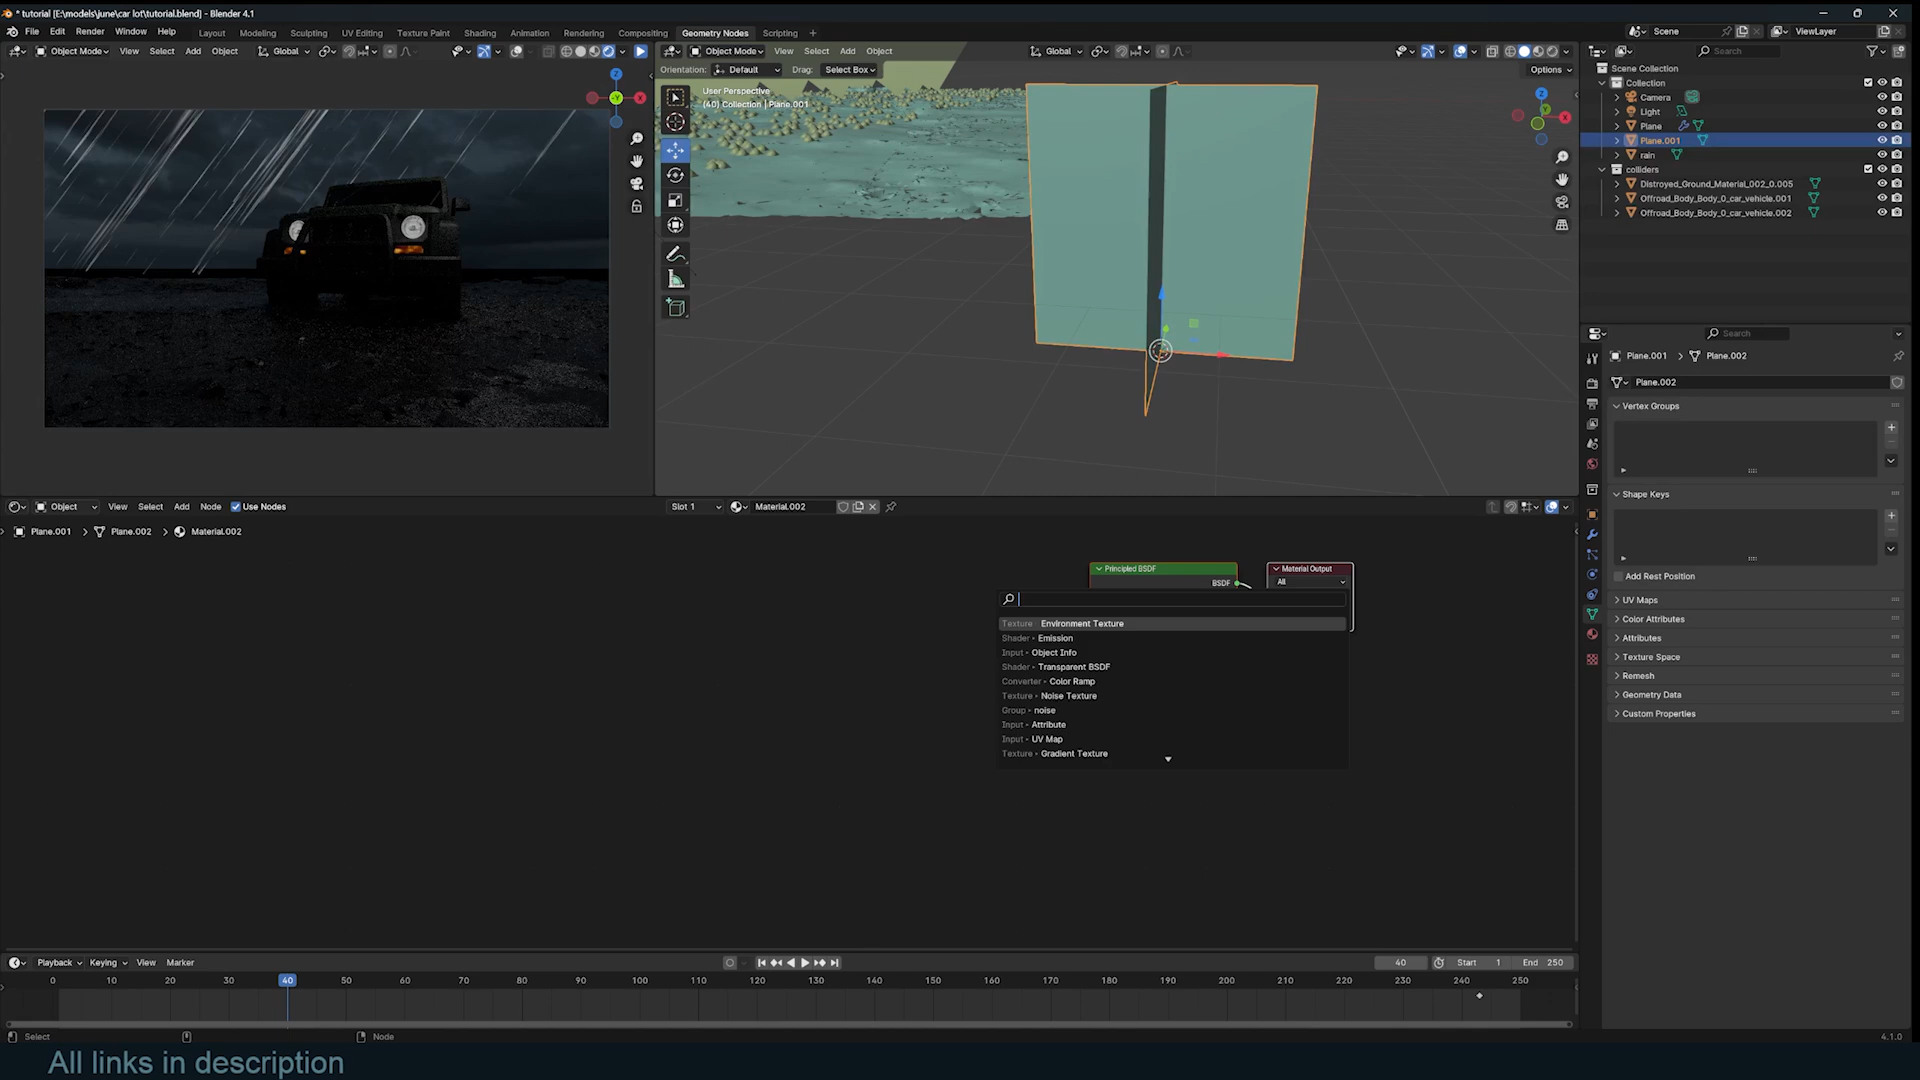 * tutorial [E:\models\june\car lot\tutorial.blend] - Blender 4.1
File Edit Render Window Help Layout Modeling Sculpting UV Editing Texture Paint Shading Animation Rendering Compositing Geometry Nodes Scripting + Scene ViewLayer
Object Mode View Select Add Object Global
Object Mode View Select Add Object Global
Search
Orientation: Default Drag: Select Box Options
User Perspective
(40) Collection | Plane.001
Z
X
Y
Z
X
Y
Scene Collection
Collection
Camera
Light
Plane
Plane.001
rain
colliders
Distroyed_Ground_Material_002_0.005
Offroad_Body_Body_0_car_vehicle.001
Offroad_Body_Body_0_car_vehicle.002
Search
Plane.001 > Plane.002
Plane.002
Vertex Groups
Shape Keys
Add Rest Position
UV Maps
Color Attributes
Attributes
Texture Space
Remesh
Geometry Data
Custom Properties
Object View Select Add Node Use Nodes Slot 1 Material.002
Plane.001 > Plane.002 > Material.002
Principled BSDF
BSDF
Material Output
All
Texture Environment Texture
Shader Emission
Input Object Info
Shader Transparent BSDF
Converter Color Ramp
Texture Noise Texture
Group noise
Input Attribute
Input UV Map
Texture Gradient Texture
Playback Keying View Marker 40 Start 1 End 250
0 10 20 30 40 50 60 70 80 90 100 110 120 130 140 150 160 170 180 190 200 210 220 230 240 250
Select Node 4.1.0
All links in description